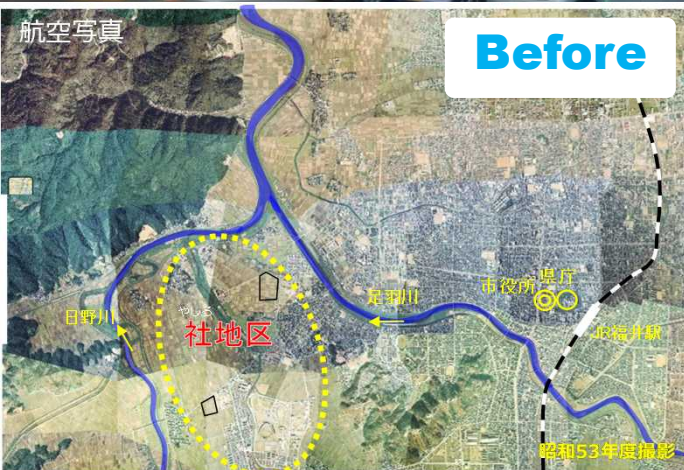 航空写真
Before
足羽川
市役所
県庁
日野川
やしろ
社地区
JR福井駅
昭和53年度撮影